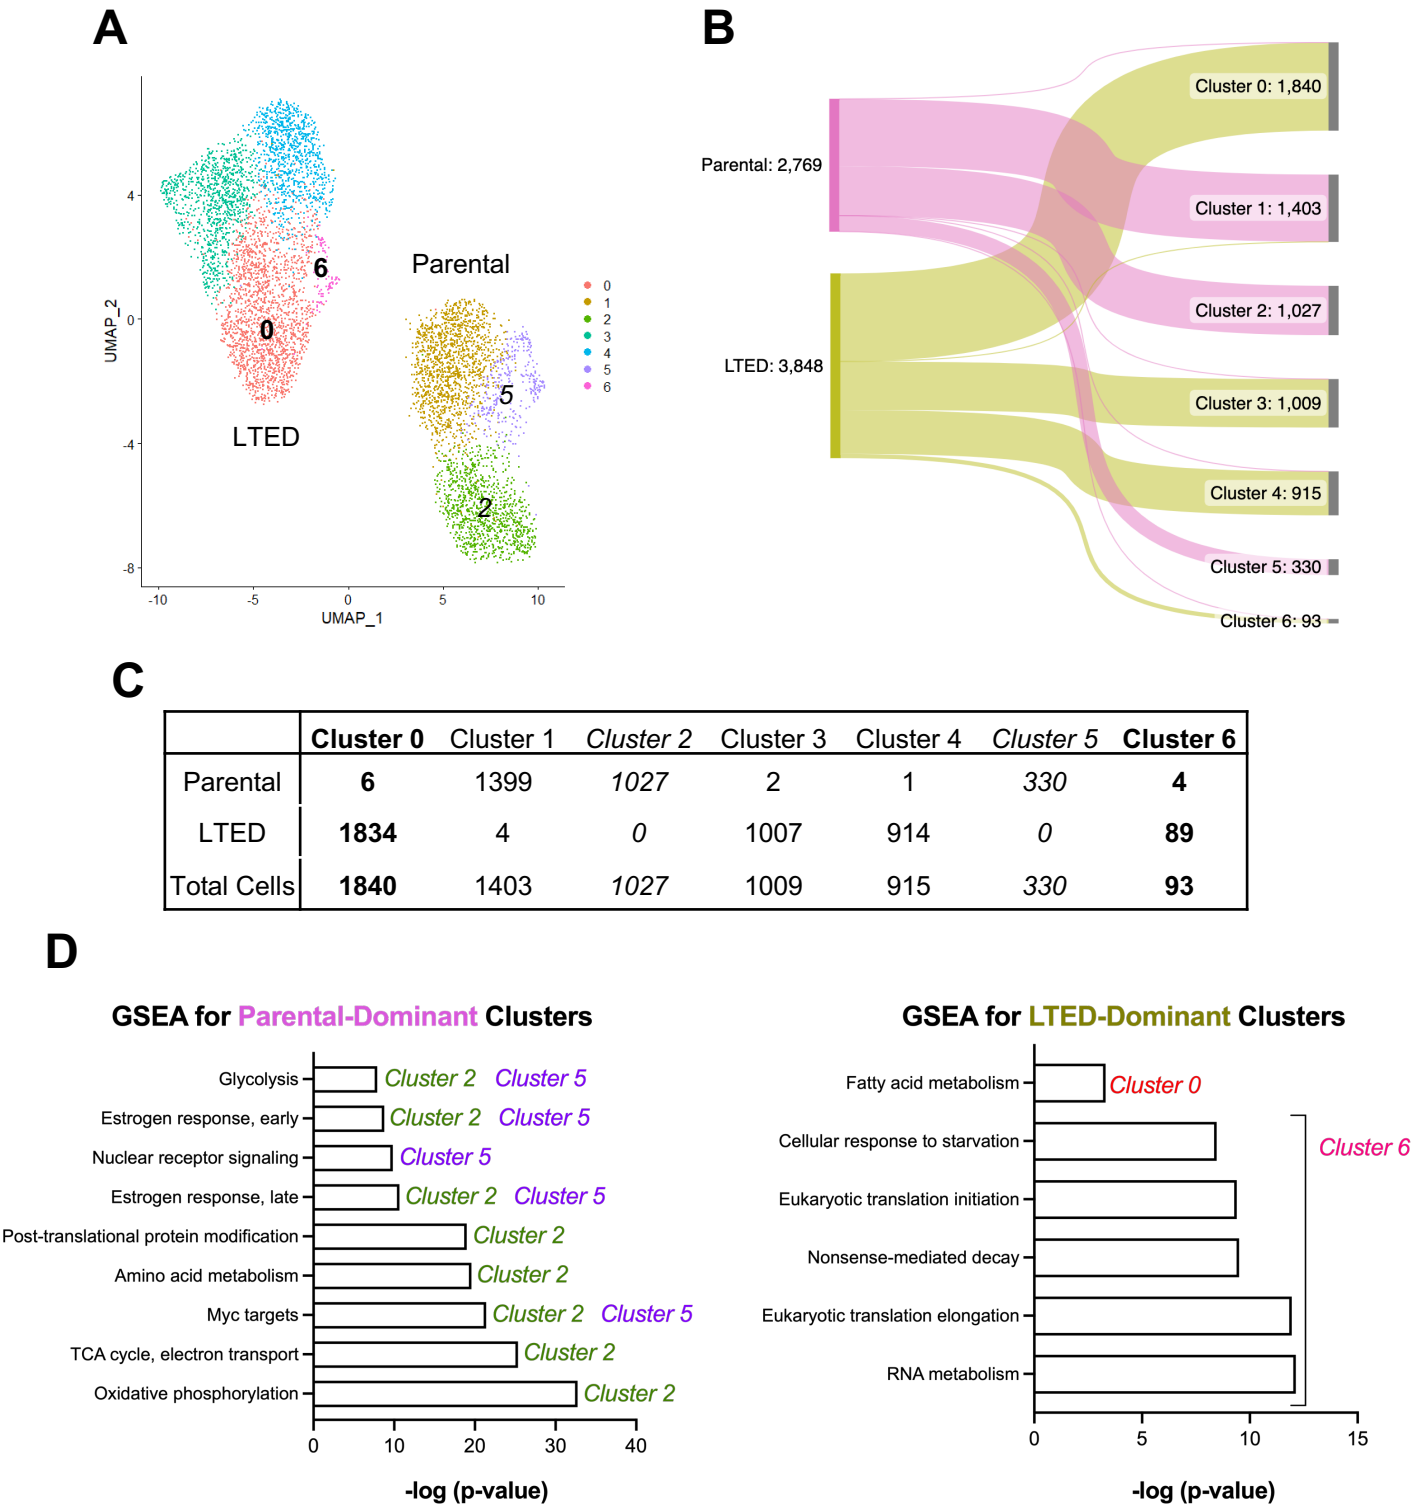 A
B
4
0
-4
-8
-10
-5
0
5
10
UMAP_2
UMAP_1
6
0
LTED
Parental
5
2
0
1
2
3
4
5
6
Parental: 2,769
LTED: 3,848
Cluster 0: 1,840
Cluster 1: 1,403
Cluster 2: 1,027
Cluster 3: 1,009
Cluster 4: 915
Cluster 5: 330
Cluster 6: 93
C
Cluster 0 Cluster 1 Cluster 2 Cluster 3 Cluster 4 Cluster 5 Cluster 6
Parental 6 1399 1027 2 1 330 4
LTED 1834 4 0 1007 914 0 89
Total Cells 1840 1403 1027 1009 915 330 93
D
GSEA for Parental-Dominant Clusters
Glycolysis Cluster 2 Cluster 5
Estrogen response, early Cluster 2 Cluster 5
Nuclear receptor signaling Cluster 5
Estrogen response, late Cluster 2 Cluster 5
Post-translational protein modification Cluster 2
Amino acid metabolism Cluster 2
Myc targets Cluster 2 Cluster 5
TCA cycle, electron transport Cluster 2
Oxidative phosphorylation Cluster 2
0 10 20 30 40
-log (p-value)
GSEA for LTED-Dominant Clusters
Fatty acid metabolism Cluster 0
Cellular response to starvation
Cluster 6
Eukaryotic translation initiation
Nonsense-mediated decay
Eukaryotic translation elongation
RNA metabolism
0 5 10 15
-log (p-value)